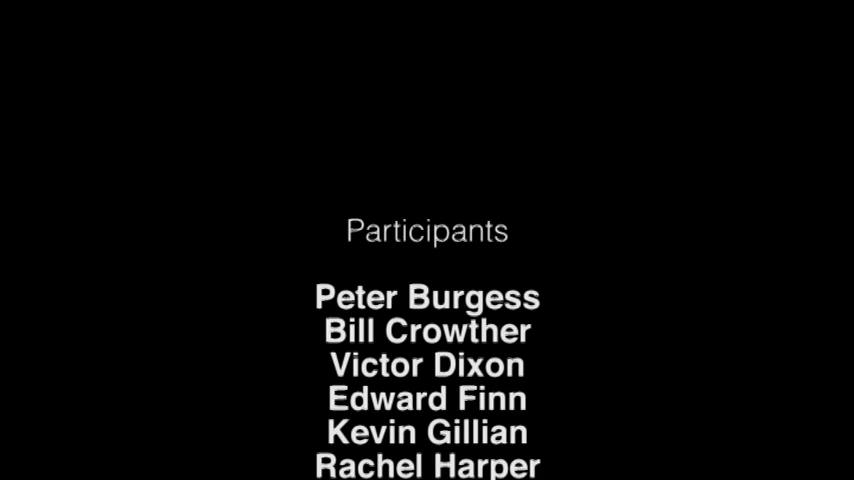 Participants
Peter Burgess
Bill Crowther
Victor Dixon
Edward Finn
Kevin Gillian
Rachel Harper